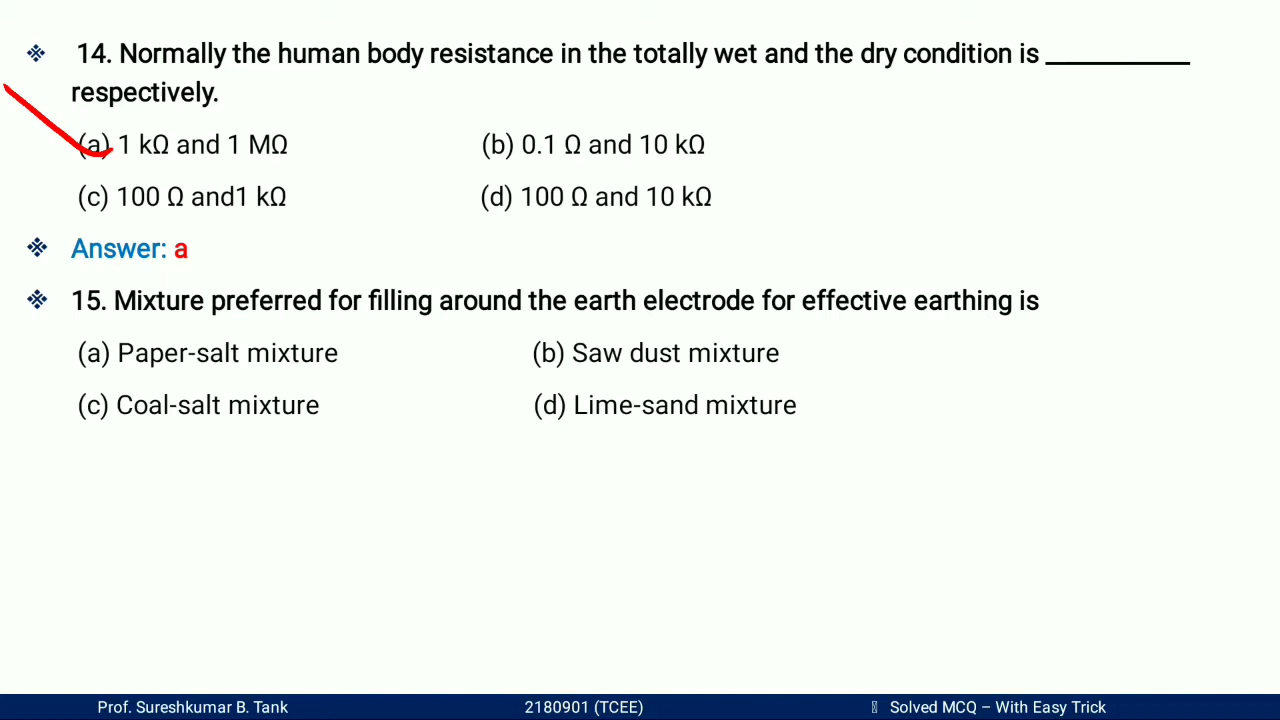 ❖ 14. Normally the human body resistance in the totally wet and the dry condition is ___________
respectively.
(a) 1 kΩ and 1 MΩ (b) 0.1 Ω and 10 kΩ
(c) 100 Ω and1 kΩ (d) 100 Ω and 10 kΩ
❖ Answer: a
❖ 15. Mixture preferred for filling around the earth electrode for effective earthing is
(a) Paper-salt mixture (b) Saw dust mixture
(c) Coal-salt mixture (d) Lime-sand mixture
Prof. Sureshkumar B. Tank 2180901 (TCEE) Solved MCQ – With Easy Trick